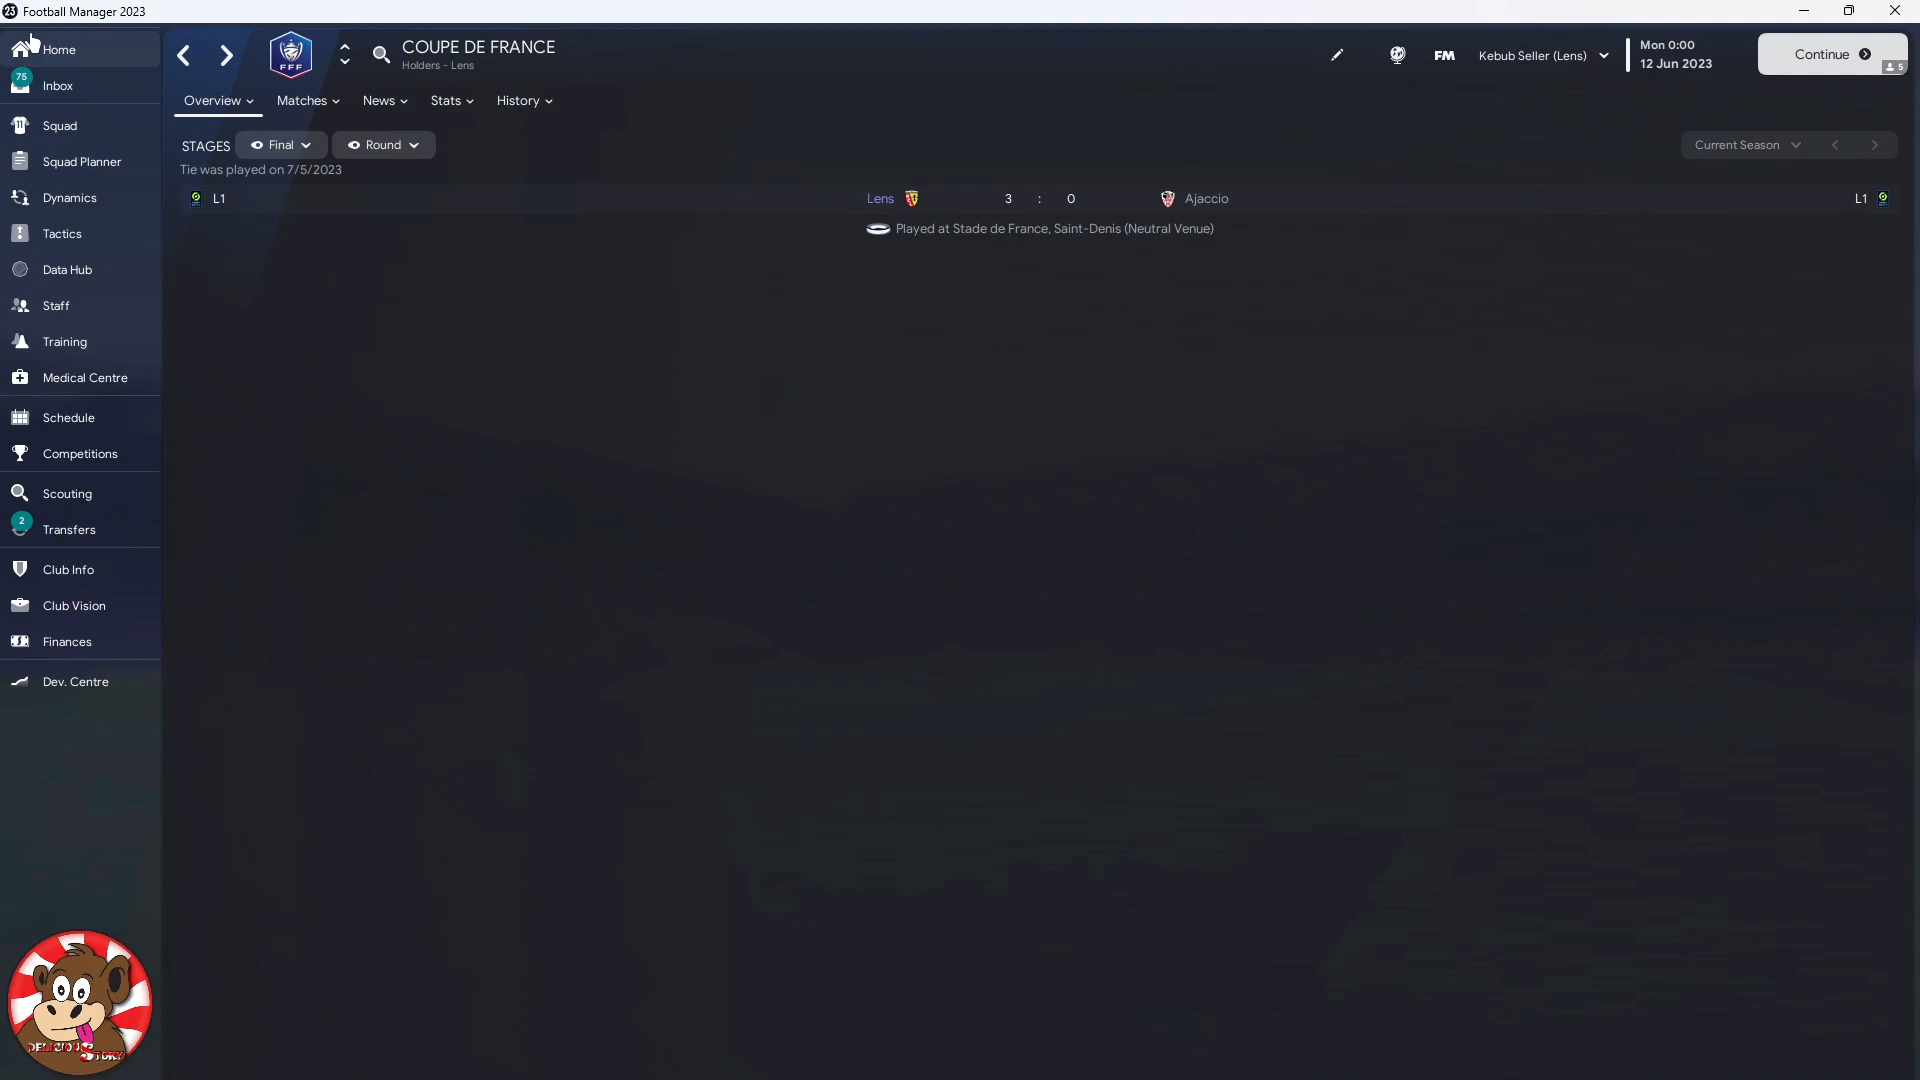 23 Football Manager 2023
Home
75
Inbox
Squad
Squad Planner
Dynamics
Tactics
Data Hub
Staff
Training
Medical Centre
Schedule
Competitions
Scouting
2
Transfers
Club Info
Club Vision
Finances
Dev. Centre
DELICIOUS STORY
FFF
COUPE DE FRANCE
Holders - Lens
FM
Kebub Seller (Lens)
Mon 0:00
12 Jun 2023
Continue
5
Overview Matches News Stats History
STAGES Final Round
Current Season
Tie was played on 7/5/2023
L1 Lens 3 : 0 Ajaccio L1
Played at Stade de France, Saint-Denis (Neutral Venue)